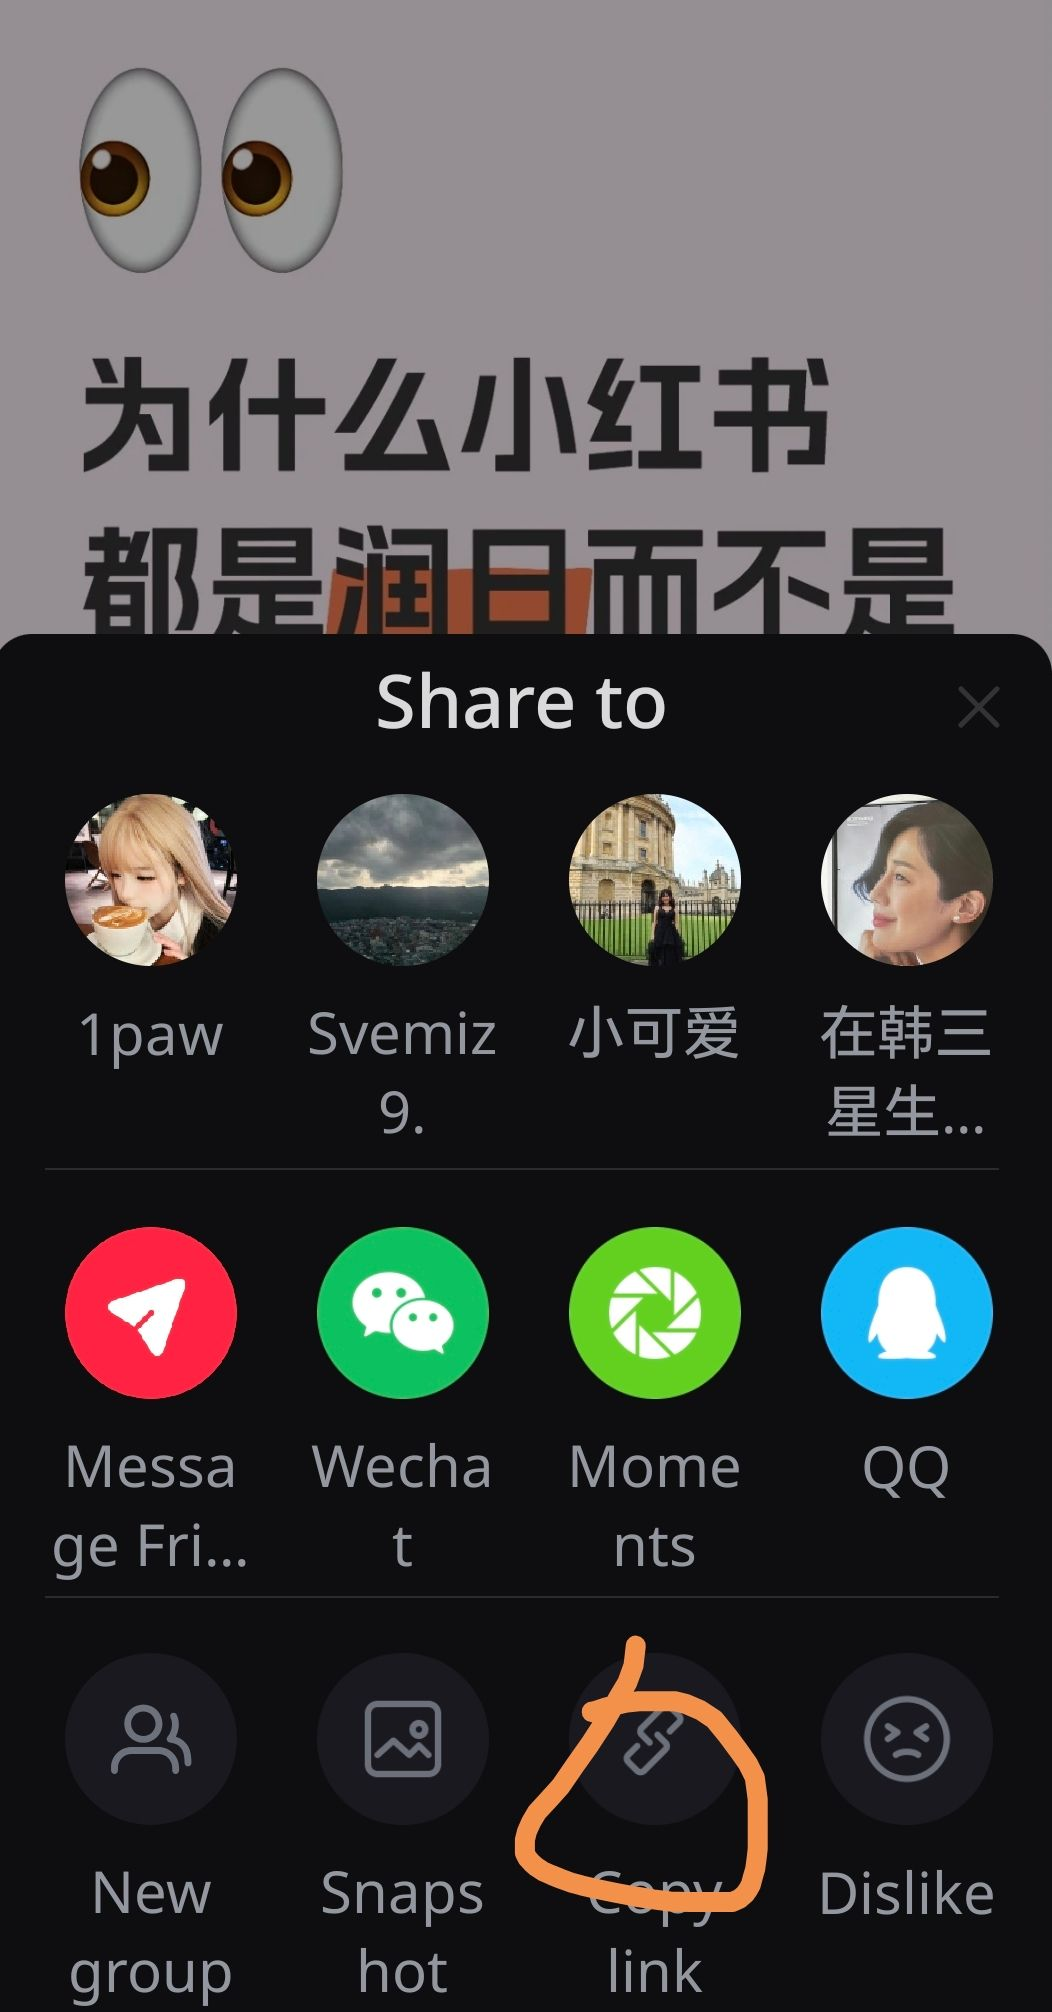 为什么小红书
都是润日而不是
Share to
1paw
Svemiz
9.
小可爱
在韩三
星生...
Messa
ge Fri...
Wecha
t
Mome
nts
QQ
New
group
Snaps
hot
Copy
link
Dislike